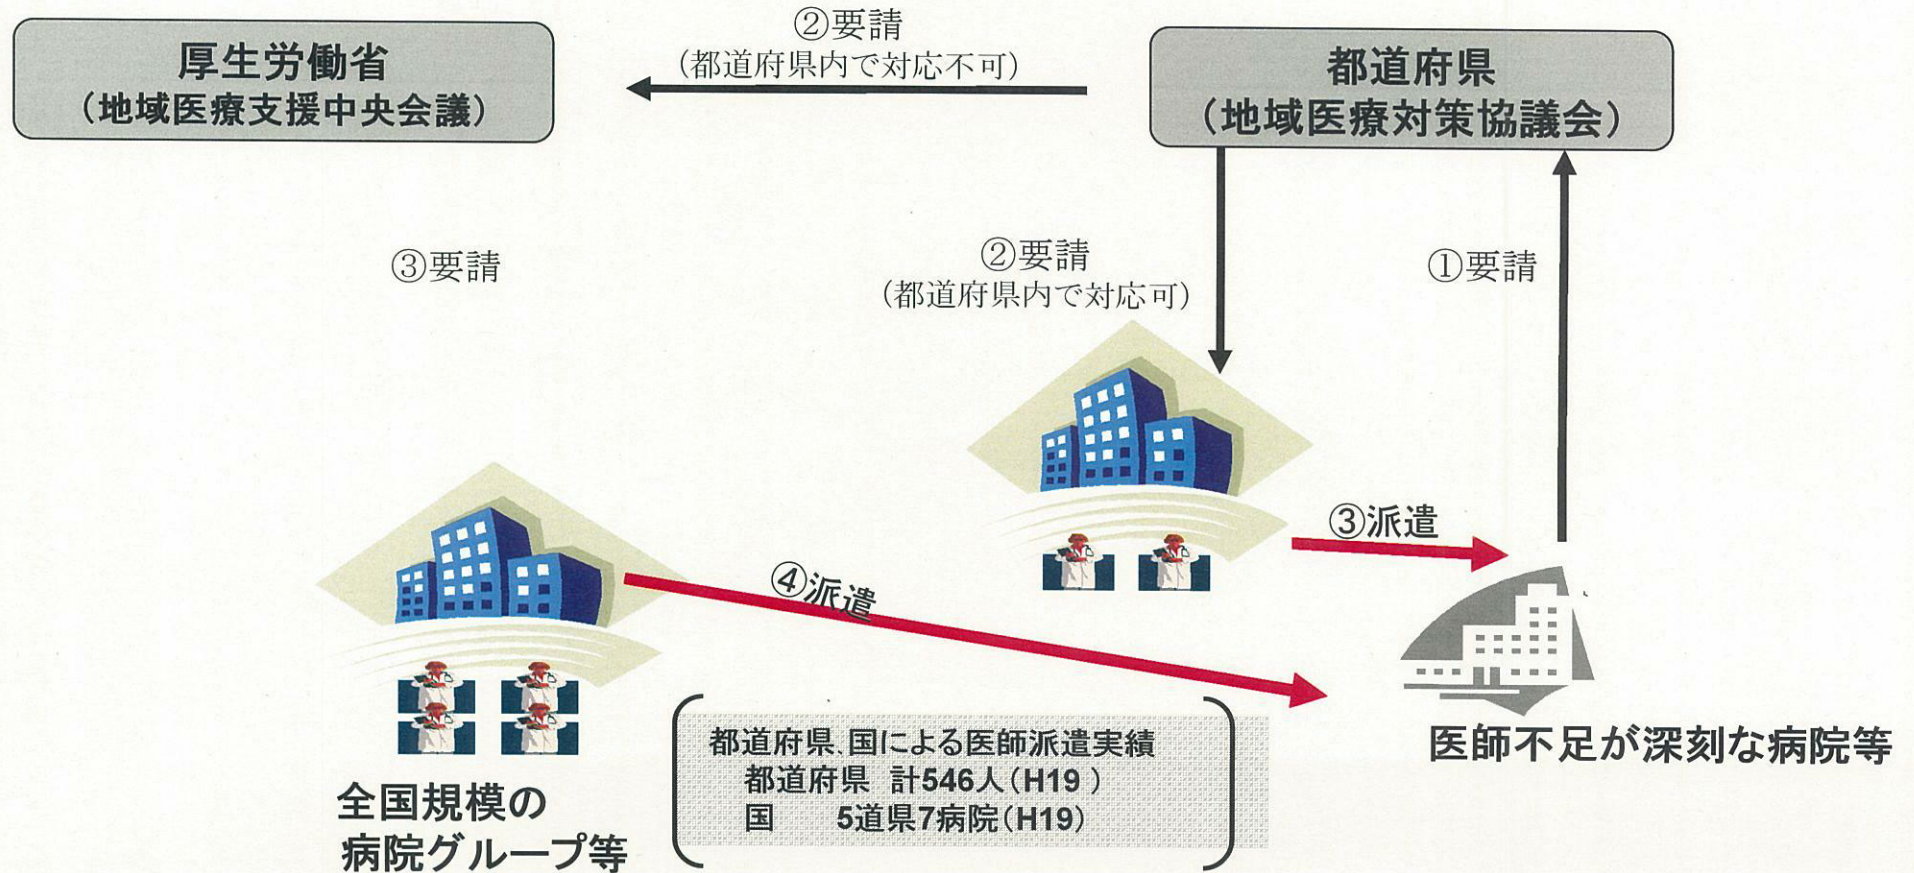 ②要請
(都道府県内で対応不可)
厚生労働省
(地域医療支援中央会議)
都道府県
(地域医療対策協議会)
③要請
②要請
(都道府県内で対応可)
①要請
③派遣
④派遣
医師不足が深刻な病院等
都道府県、国による医師派遣実績
都道府県 計546人(H19 )
国 5道県7病院(H19)
全国規模の
病院グループ等